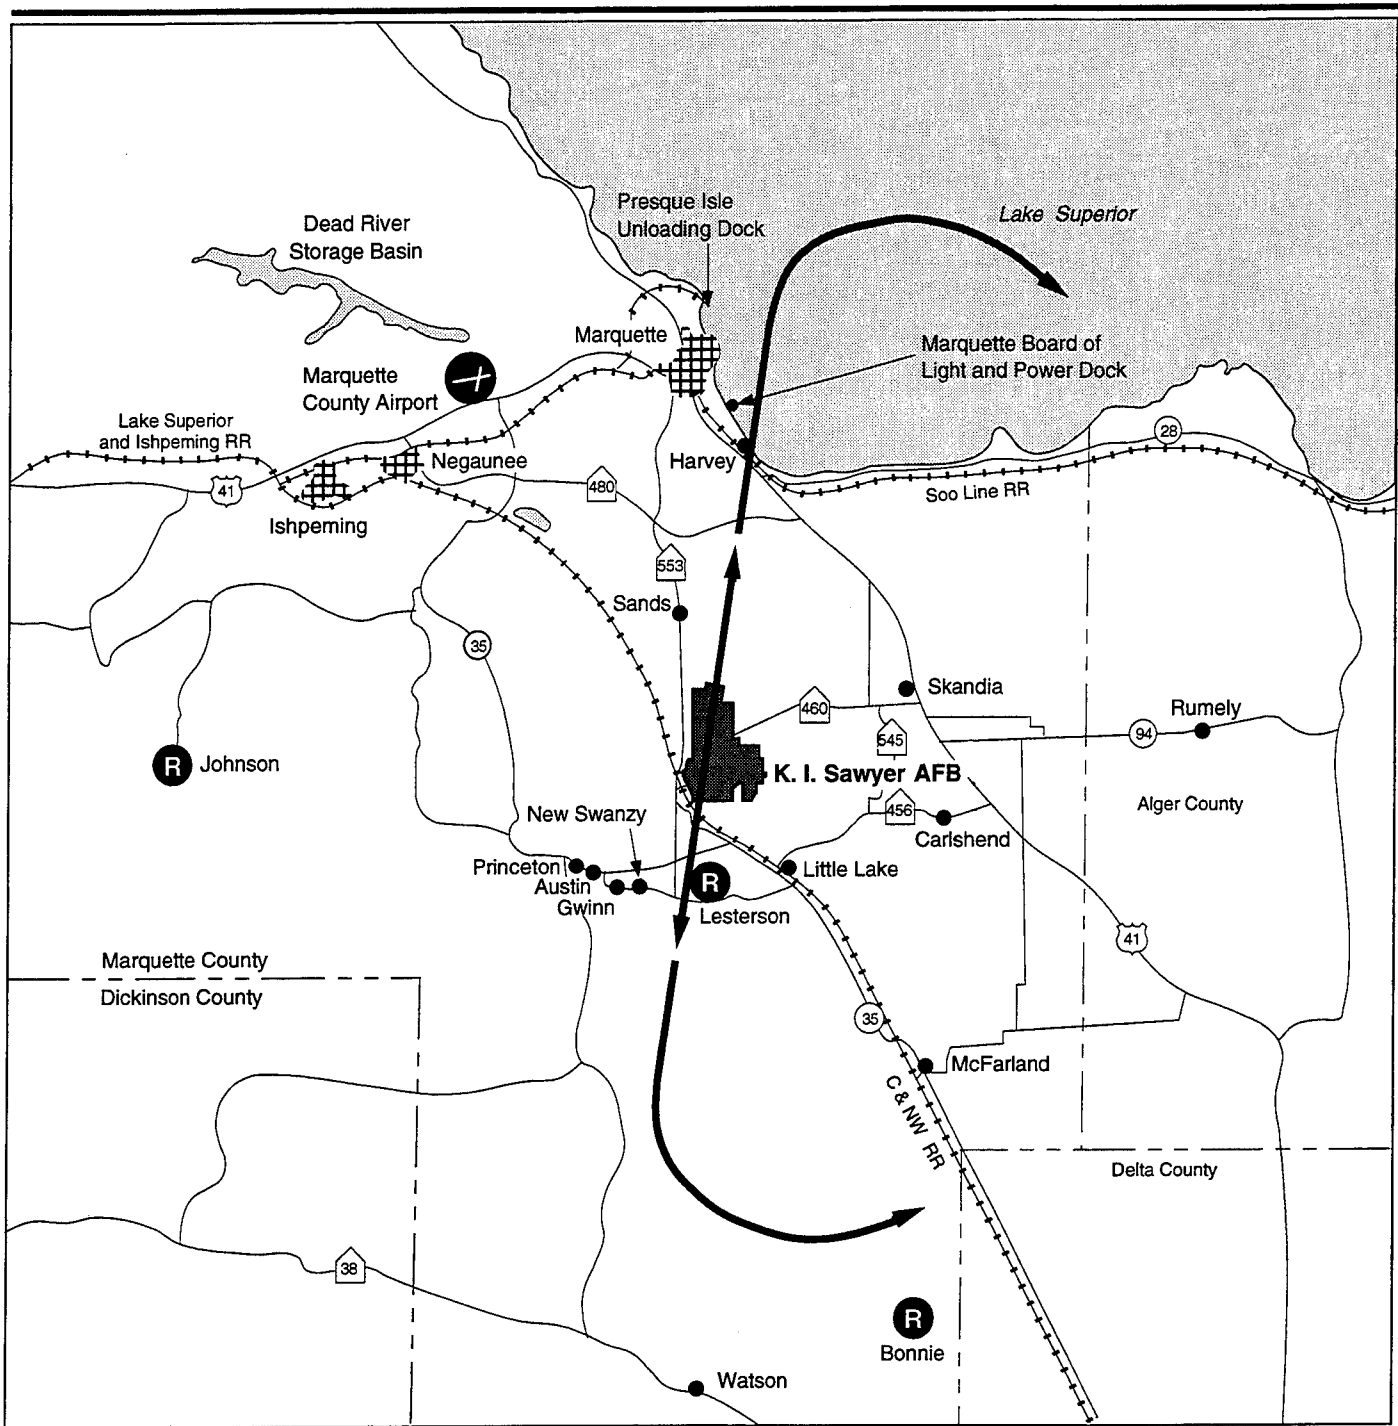 Presque Isle
Unloading Dock
Lake Superior
Dead River
Storage Basin
Marquette
Marquette Board of
Light and Power Dock
Marquette
County Airport
Lake Superior
and Ishpeming RR
28
Negaunee
Harvey
41
480
Soo Line RR
Ishpeming
553
Sands
35
Skandia
460
Rumely
545
94
R Johnson
K. I. Sawyer AFB
New Swanzy
456
Alger County
Carlshend
Princeton
Little Lake
Austin
R
Gwinn
Lesterson
41
Marquette County
Dickinson County
35
McFarland
C & NW RR
Delta County
38
R
Bonnie
Watson